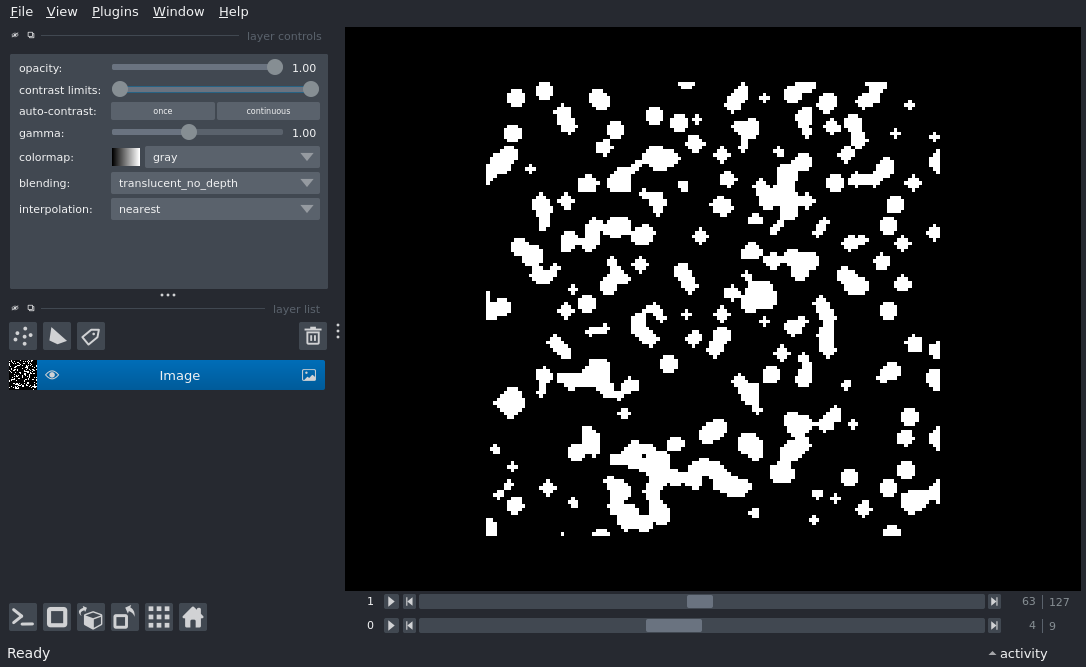 File View Plugins Window Help
layer controls
opacity: 1.00
contrast limits:
auto-contrast: once continuous
gamma: 1.00
colormap: gray
blending: translucent_no_depth
interpolation: nearest
layer list
Image
1 63 127
0 4 9
Ready activity